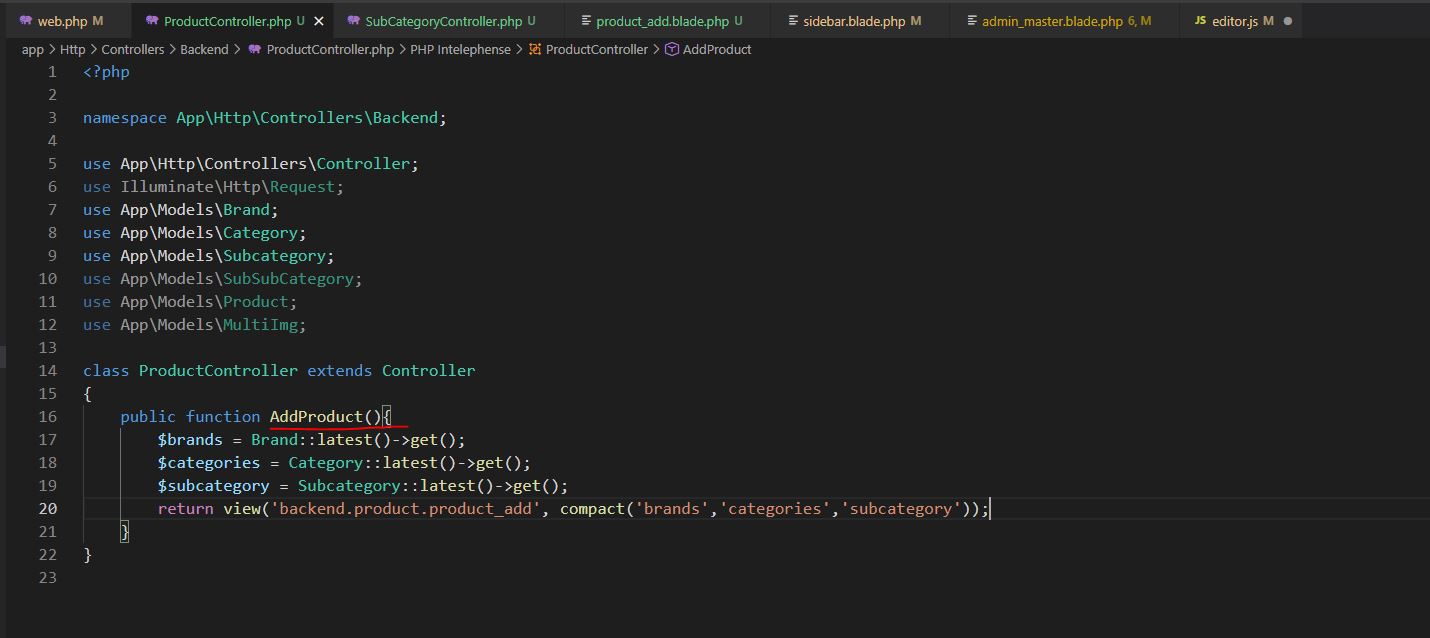 web.php M ProductController.php U SubCategoryController.php U product_add.blade.php U sidebar.blade.php M admin_master.blade.php 6, M JS editor.js M
app > Http > Controllers > Backend > ProductController.php > PHP Intelephense > ProductController > AddProduct
1 <?php
2
3 namespace App\Http\Controllers\Backend;
4
5 use App\Http\Controllers\Controller;
6 use Illuminate\Http\Request;
7 use App\Models\Brand;
8 use App\Models\Category;
9 use App\Models\Subcategory;
10 use App\Models\SubSubCategory;
11 use App\Models\Product;
12 use App\Models\MultiImg;
13
14 class ProductController extends Controller
15 {
16     public function AddProduct(){
17         $brands = Brand::latest()->get();
18         $categories = Category::latest()->get();
19         $subcategory = Subcategory::latest()->get();
20         return view('backend.product.product_add', compact('brands','categories','subcategory'));
21     }
22 }
23